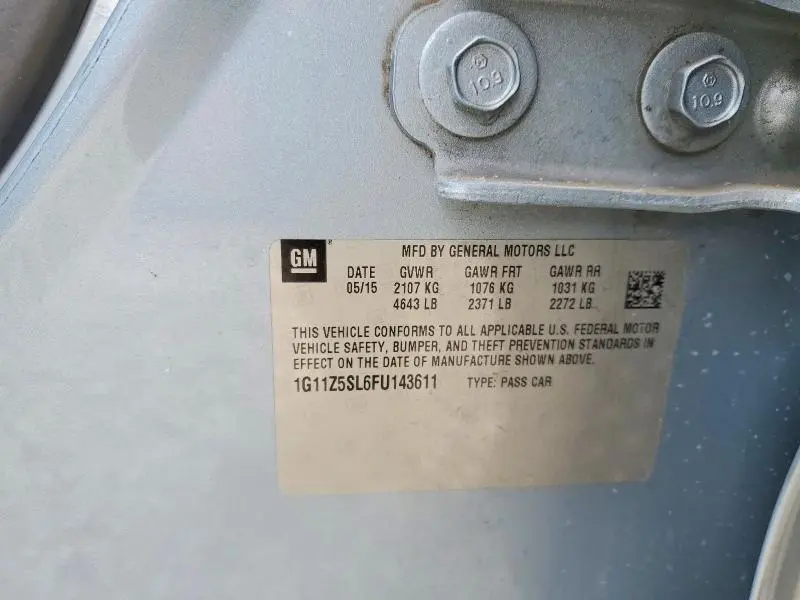 10.9
10.9
GM
MFD BY GENERAL MOTORS LLC
DATE GVWR GAWR FRT GAWR RR
05/15 2107 KG 1076 KG 1031 KG
4643 LB 2371 LB 2272 LB
THIS VEHICLE CONFORMS TO ALL APPLICABLE U.S. FEDERAL MOTOR
VEHICLE SAFETY, BUMPER, AND THEFT PREVENTION STANDARDS IN
EFFECT ON THE DATE OF MANUFACTURE SHOWN ABOVE.
1G11Z5SL6FU143611 TYPE: PASS CAR